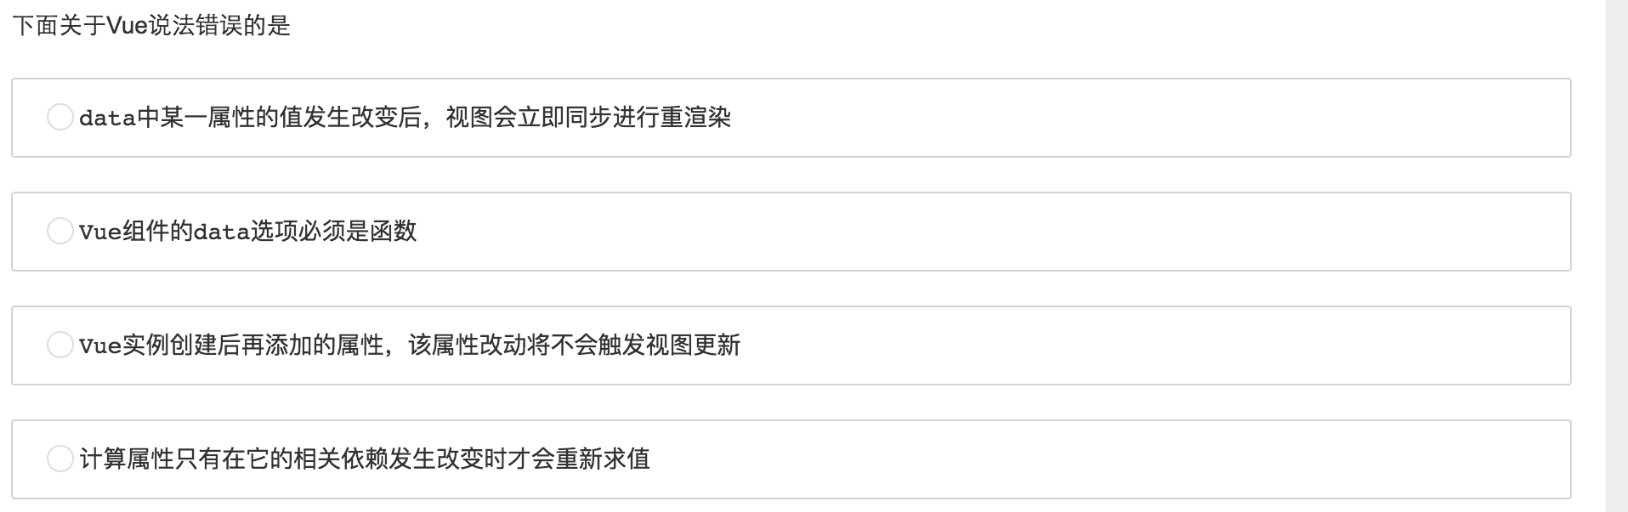 下面关于Vue说法错误的是
data中某一属性的值发生改变后，视图会立即同步进行重渲染
Vue组件的data选项必须是函数
Vue实例创建后再添加的属性，该属性改动将不会触发视图更新
计算属性只有在它的相关依赖发生改变时才会重新求值